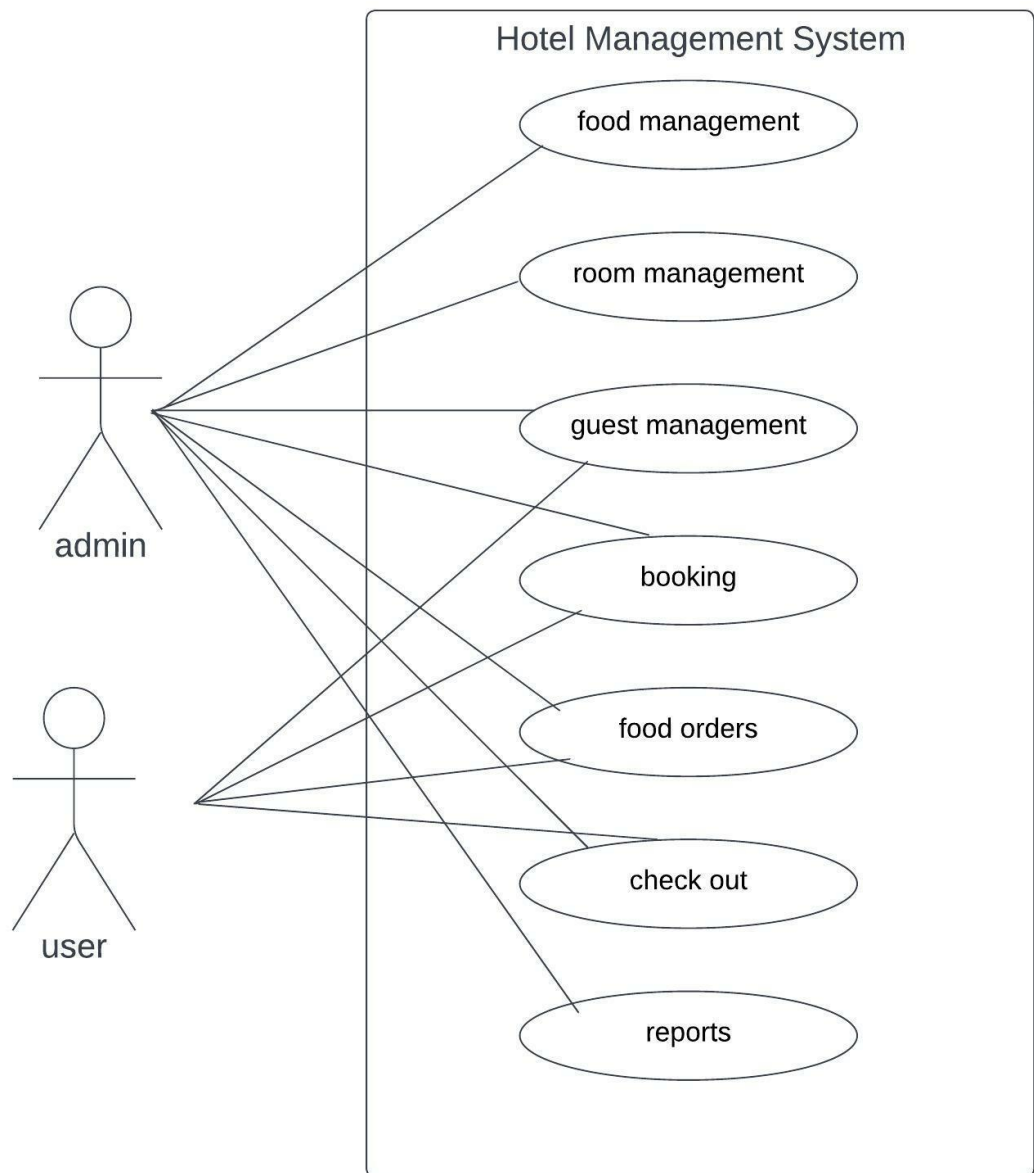 Hotel Management System
food management
room management
guest management
admin
booking
food orders
check out
user
reports